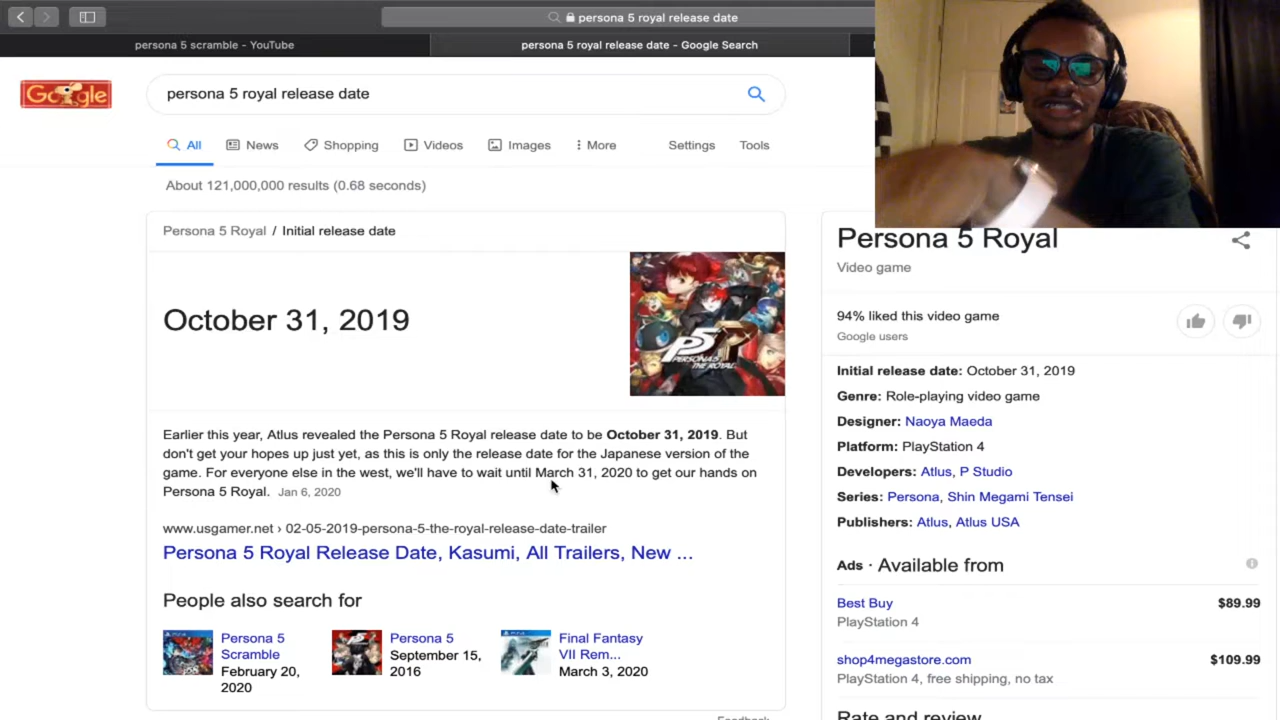 persona 5 royal release date
persona 5 scramble - YouTube
persona 5 royal release date - Google Search
Google
persona 5 royal release date
All
News
Shopping
Videos
Images
More
Settings
Tools
About 121,000,000 results (0.68 seconds)
Persona 5 Royal / Initial release date
October 31, 2019
P5R
PERSONA5
THE ROYAL
Earlier this year, Atlus revealed the Persona 5 Royal release date to be October 31, 2019. But
don't get your hopes up just yet, as this is only the release date for the Japanese version of the
game. For everyone else in the west, we'll have to wait until March 31, 2020 to get our hands on
Persona 5 Royal. Jan 6, 2020
www.usgamer.net › 02-05-2019-persona-5-the-royal-release-date-trailer
Persona 5 Royal Release Date, Kasumi, All Trailers, New ...
People also search for
Persona 5
Scramble
February 20,
2020
Persona 5
September 15,
2016
Final Fantasy
VII Rem...
March 3, 2020
Feedback
Persona 5 Royal
Video game
94% liked this video game
Google users
Initial release date: October 31, 2019
Genre: Role-playing video game
Designer: Naoya Maeda
Platform: PlayStation 4
Developers: Atlus, P Studio
Series: Persona, Shin Megami Tensei
Publishers: Atlus, Atlus USA
Ads · Available from
Best Buy
$89.99
PlayStation 4
shop4megastore.com
$109.99
PlayStation 4, free shipping, no tax
Rate and review